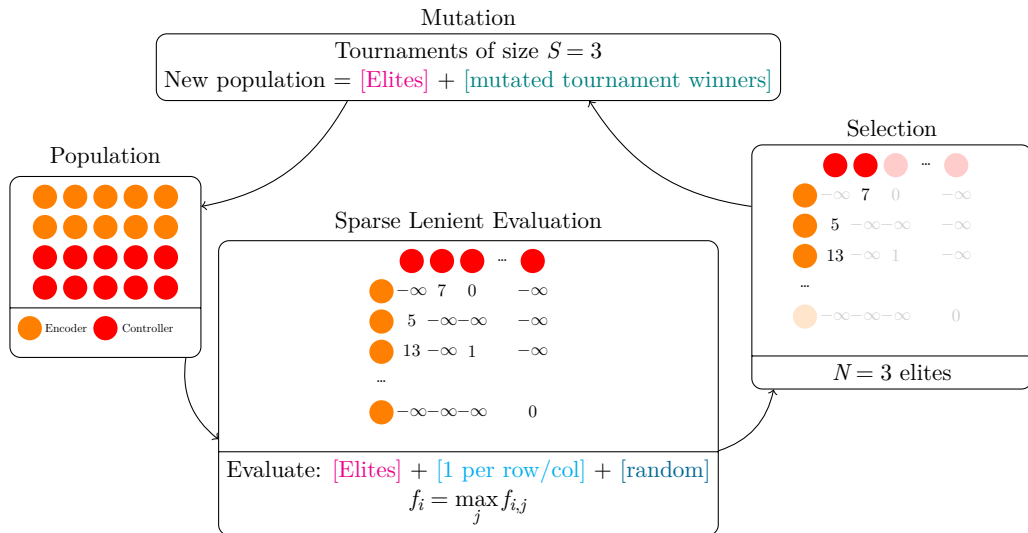 Mutation
Tournaments of size S = 3
New population = [Elites] + [mutated tournament winners]
Population
Encoder Controller
Sparse Lenient Evaluation
...
−∞ 7 0 −∞
5 −∞ −∞ −∞
13 −∞ 1 −∞
...
−∞ −∞ −∞ 0
Evaluate: [Elites] + [1 per row/col] + [random]
f_i = max_j f_{i,j}
Selection
...
−∞ 7 0 −∞
5 −∞ −∞ −∞
13 −∞ 1 −∞
...
−∞ −∞ −∞ 0
N = 3 elites